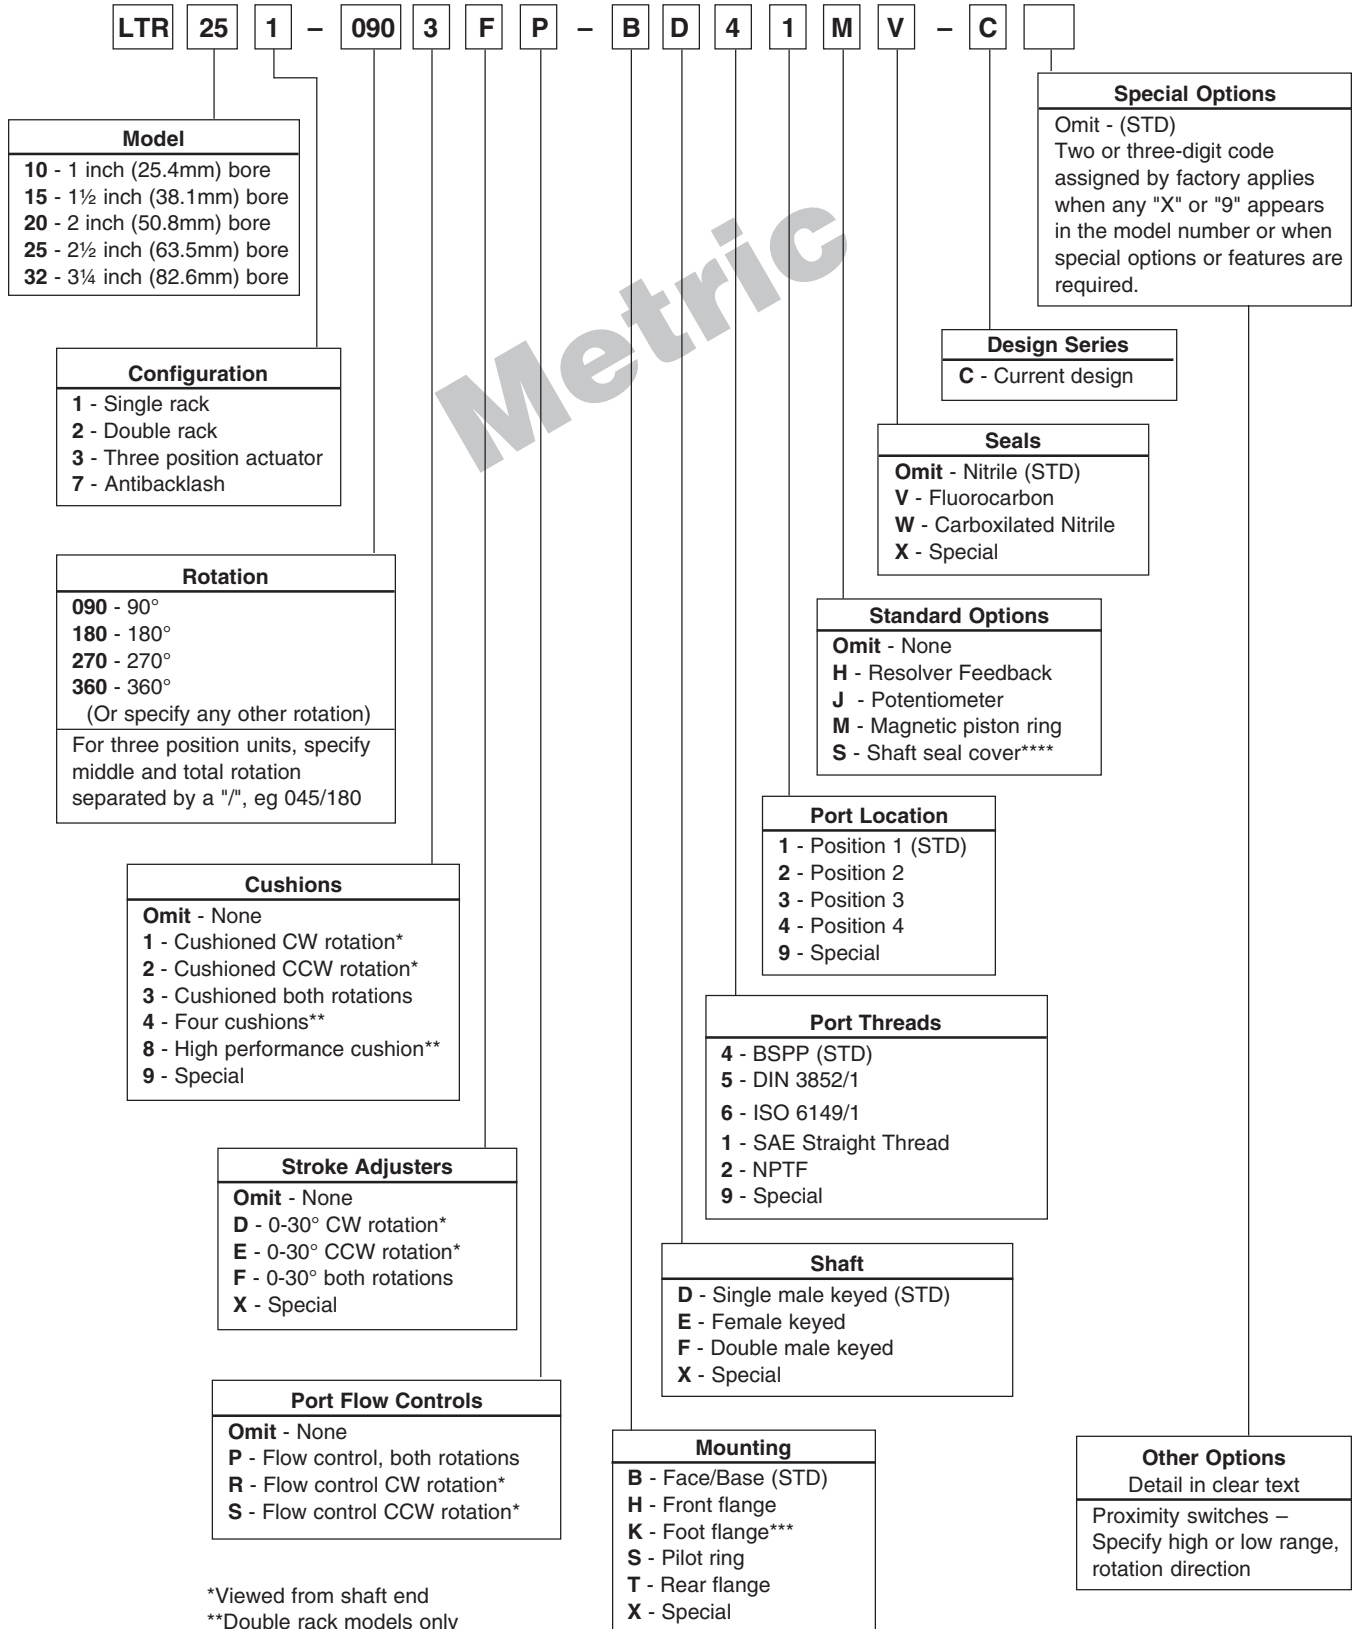 LTR 25 1 – 090 3 F P – B D 4 1 M V – C
Special Options
Omit - (STD)
Two or three-digit code
assigned by factory applies
when any "X" or "9" appears
in the model number or when
special options or features are
required.
Model
10 - 1 inch (25.4mm) bore
15 - 1½ inch (38.1mm) bore
20 - 2 inch (50.8mm) bore
25 - 2½ inch (63.5mm) bore
32 - 3¼ inch (82.6mm) bore
Metric
Design Series
C - Current design
Configuration
1 - Single rack
2 - Double rack
3 - Three position actuator
7 - Antibacklash
Seals
Omit - Nitrile (STD)
V - Fluorocarbon
W - Carboxilated Nitrile
X - Special
Rotation
090 - 90°
180 - 180°
270 - 270°
360 - 360°
(Or specify any other rotation)
For three position units, specify
middle and total rotation
separated by a "/", eg 045/180
Standard Options
Omit - None
H - Resolver Feedback
J - Potentiometer
M - Magnetic piston ring
S - Shaft seal cover****
Port Location
1 - Position 1 (STD)
2 - Position 2
3 - Position 3
4 - Position 4
9 - Special
Cushions
Omit - None
1 - Cushioned CW rotation*
2 - Cushioned CCW rotation*
3 - Cushioned both rotations
4 - Four cushions**
8 - High performance cushion**
9 - Special
Port Threads
4 - BSPP (STD)
5 - DIN 3852/1
6 - ISO 6149/1
1 - SAE Straight Thread
2 - NPTF
9 - Special
Stroke Adjusters
Omit - None
D - 0-30° CW rotation*
E - 0-30° CCW rotation*
F - 0-30° both rotations
X - Special
Shaft
D - Single male keyed (STD)
E - Female keyed
F - Double male keyed
X - Special
Port Flow Controls
Omit - None
P - Flow control, both rotations
R - Flow control CW rotation*
S - Flow control CCW rotation*
Mounting
B - Face/Base (STD)
H - Front flange
K - Foot flange***
S - Pilot ring
T - Rear flange
X - Special
Other Options
Detail in clear text
Proximity switches –
Specify high or low range,
rotation direction
*Viewed from shaft end
**Double rack models only